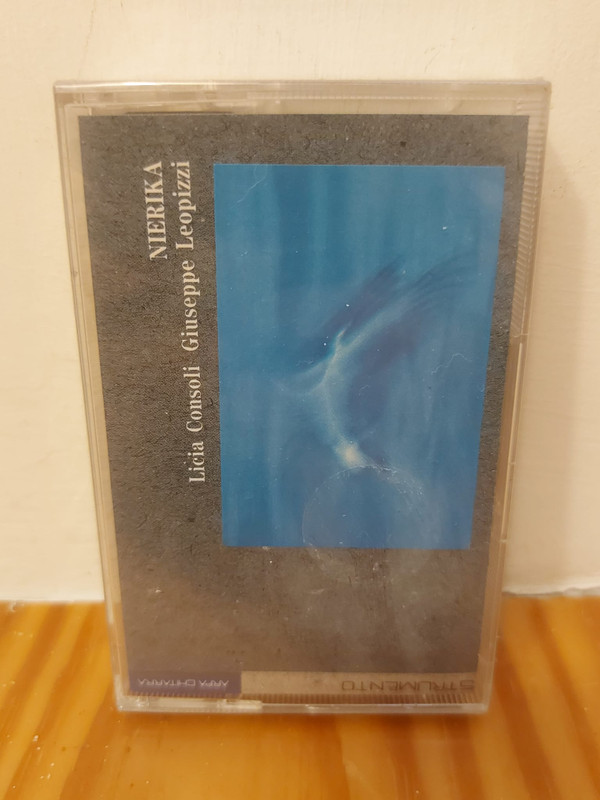 NIERIKA
Licia Consoli Giuseppe Leopizzi
ARPA CHITARRA
STRUMENTO